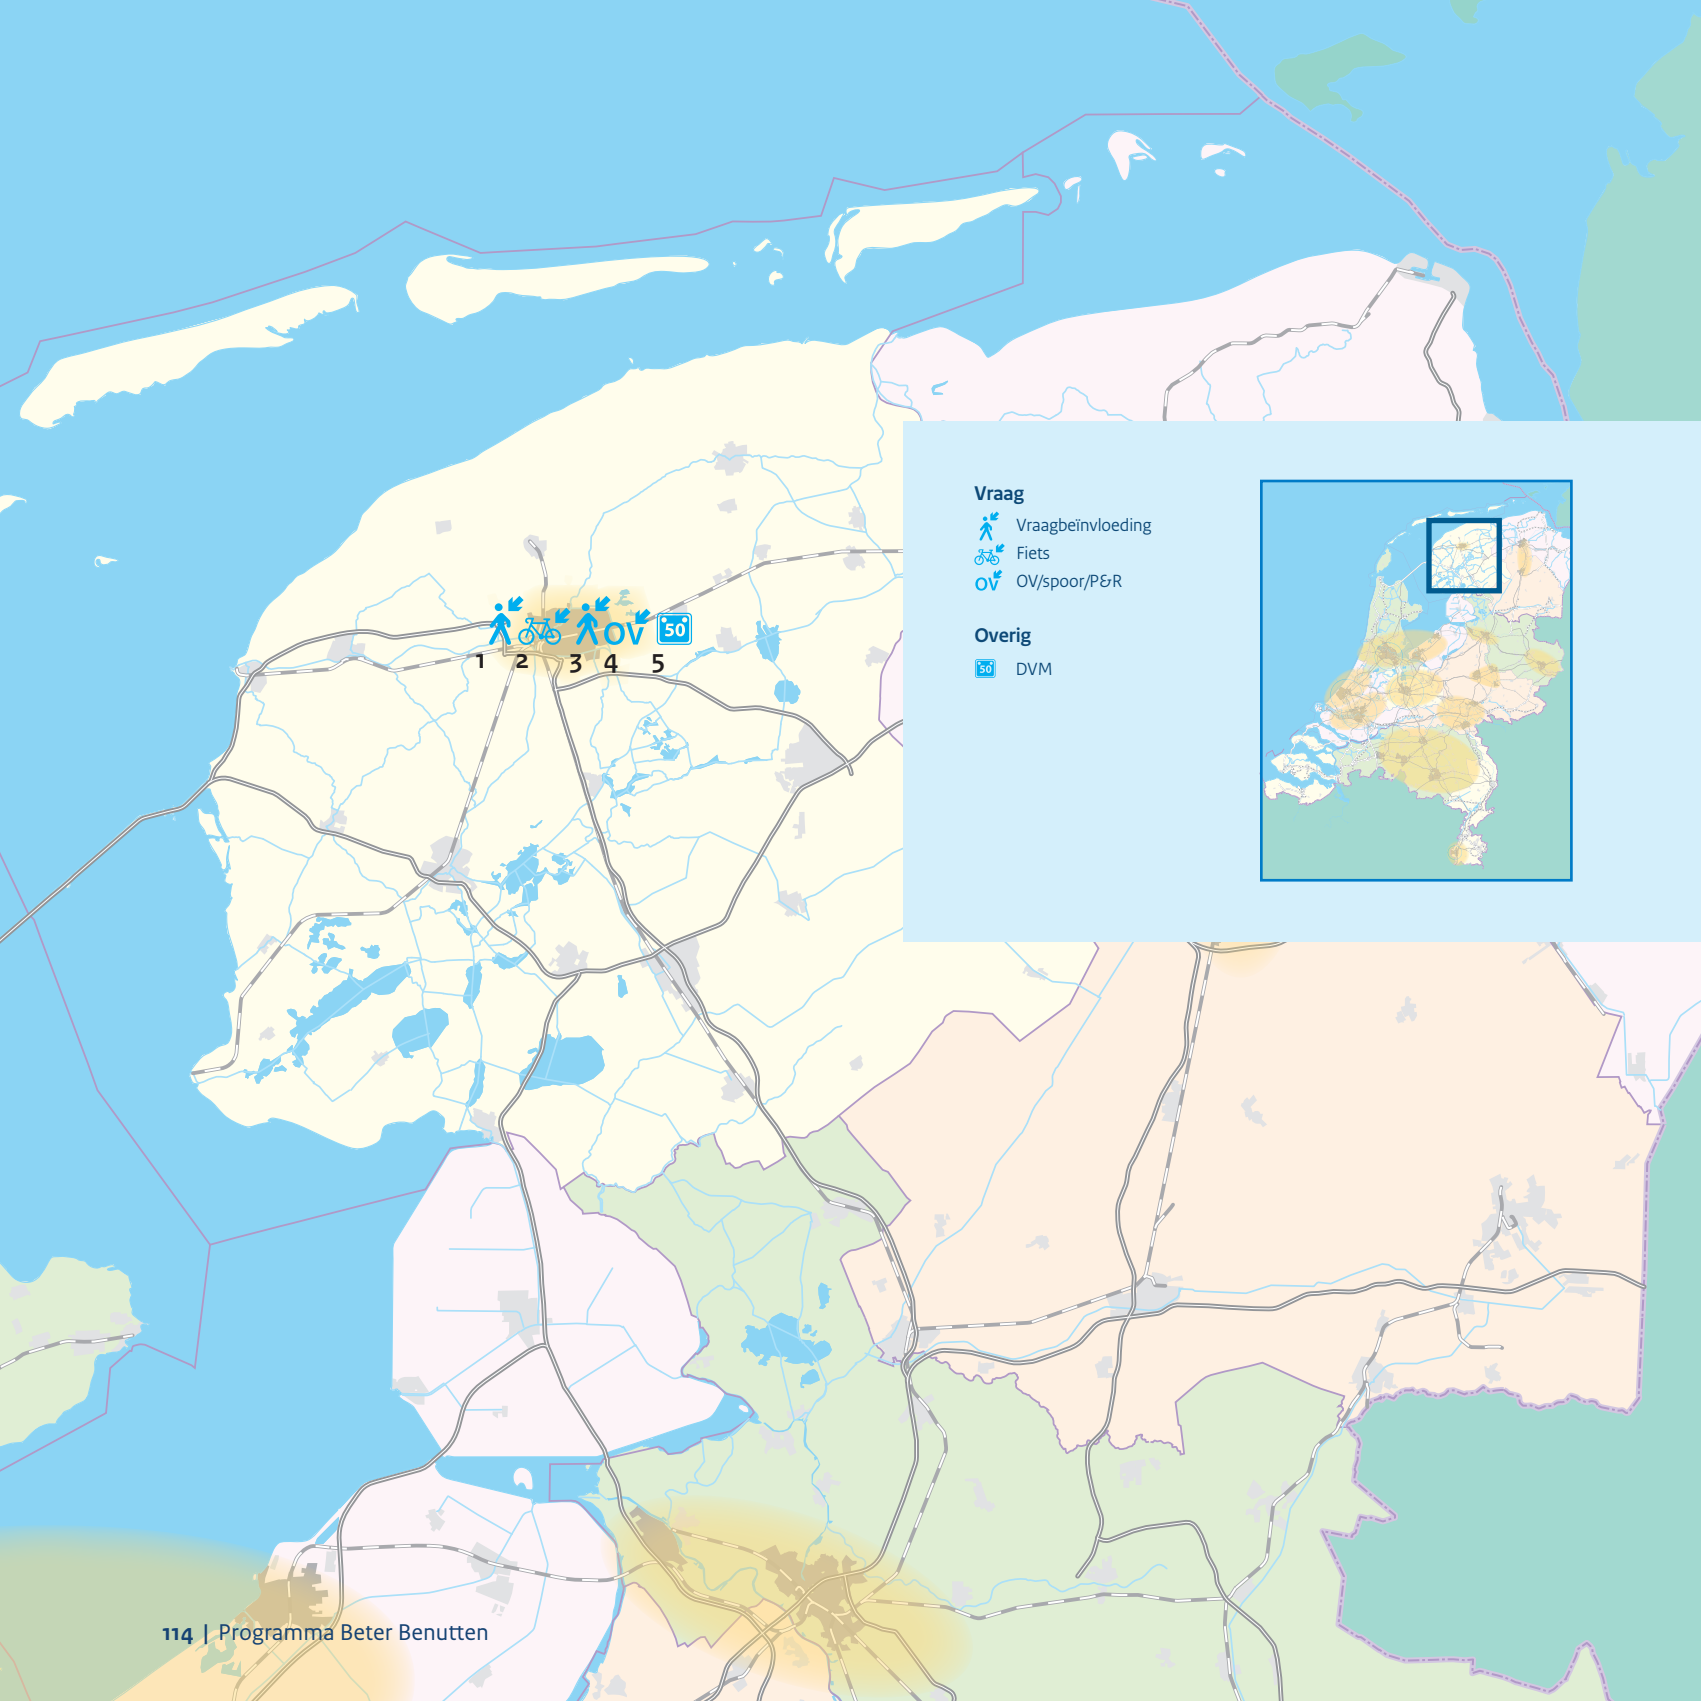 Vraag
Vraagbeïnvloeding
Fiets
OV OV/spoor/P&R
Overig
50 DVM
OV 50
1 2 3 4 5
114 | Programma Beter Benutten